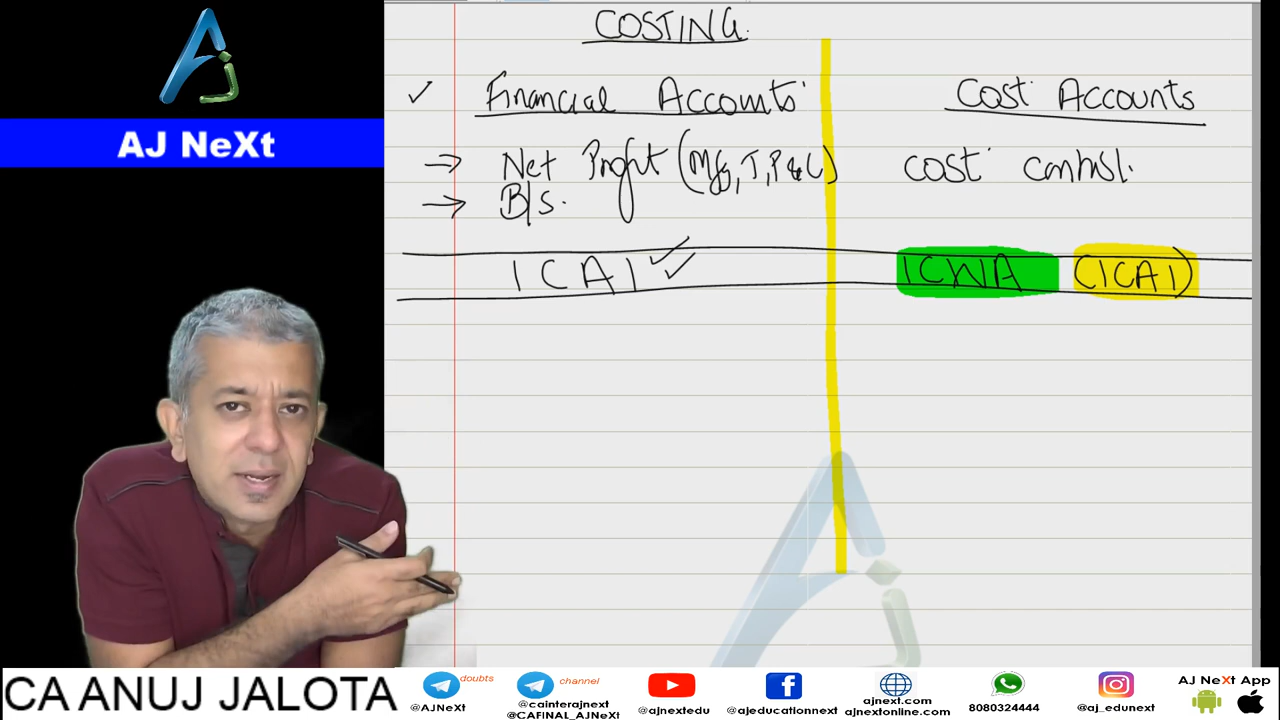 COSTING
AJ NeXt
Financial Accounts
Cost Accounts
→ Net Profit (Mfg, T, P&L)
cost control.
→ B/s.
ICAI
ICWA (ICAI)
CA ANUJ JALOTA
doubts
@AJNeXt
channel
@cainterajnext
@CAFINAL_AJNeXt
@ajnextedu
@ajeducationnext
ajnext.com
ajnextonline.com
8080324444
@aj_edunext
AJ NeXt App